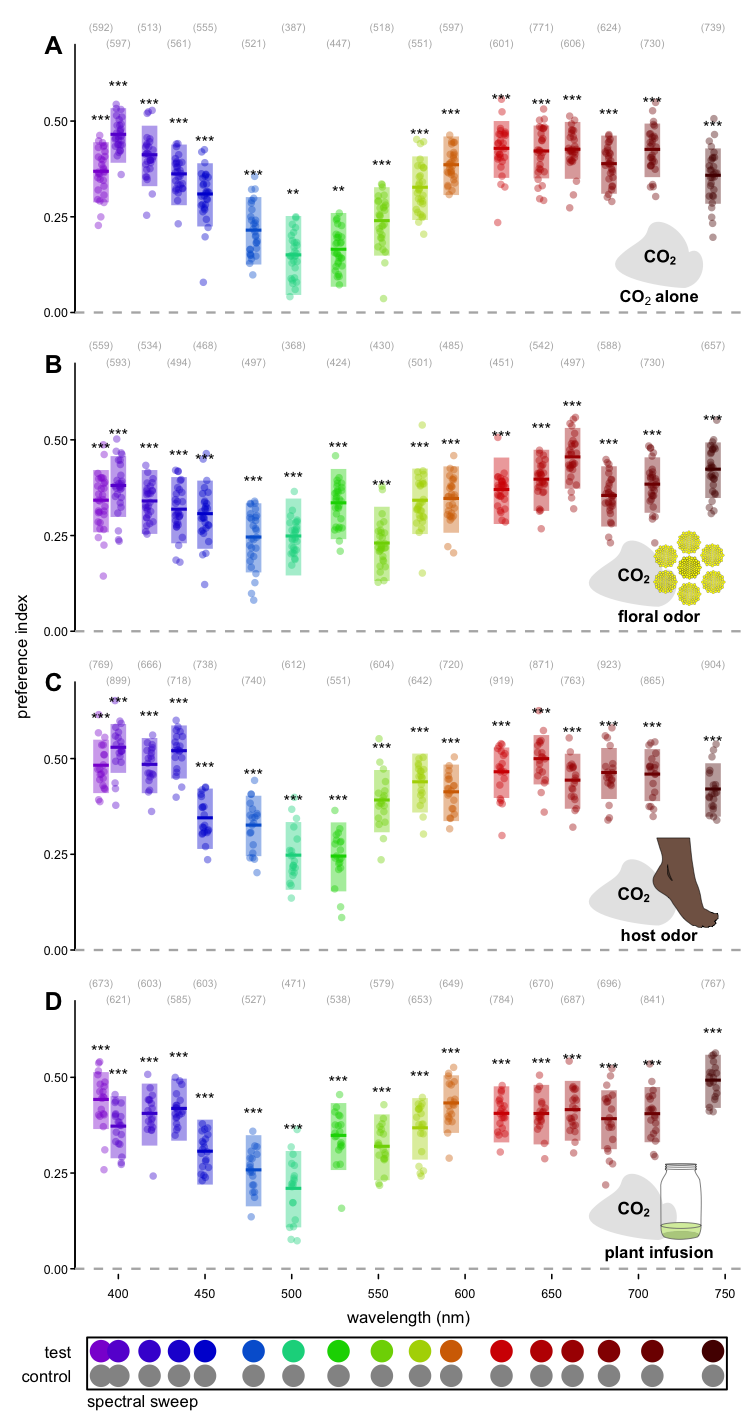 (592) (513) (555) (387) (518) (597) (771) (624) (739)
A (597) (561) (521) (447) (551) (601) (606) (730)
*** *** *** *** *** *** ** ** *** *** *** *** *** *** *** *** ***
0.50
0.25
0.00
CO2
CO2 alone
(559) (534) (468) (368) (430) (485) (542) (588) (657)
B (593) (494) (497) (424) (501) (451) (497) (730)
*** *** *** *** *** *** *** *** *** *** *** *** *** *** *** *** *** ***
0.50
0.25
0.00
CO2
floral odor
preference index
(769) (666) (738) (612) (604) (720) (871) (923) (904)
C (899) (718) (740) (551) (642) (919) (763) (865)
*** *** *** *** *** *** *** *** *** *** *** *** *** *** *** *** ***
0.50
0.25
0.00
CO2
host odor
(673) (603) (603) (471) (579) (649) (670) (696) (767)
D (621) (585) (527) (538) (653) (784) (687) (841)
*** *** *** *** *** *** *** *** *** *** *** *** *** *** *** *** ***
0.50
0.25
0.00
CO2
plant infusion
400 450 500 550 600 650 700 750
wavelength (nm)
test
control
spectral sweep